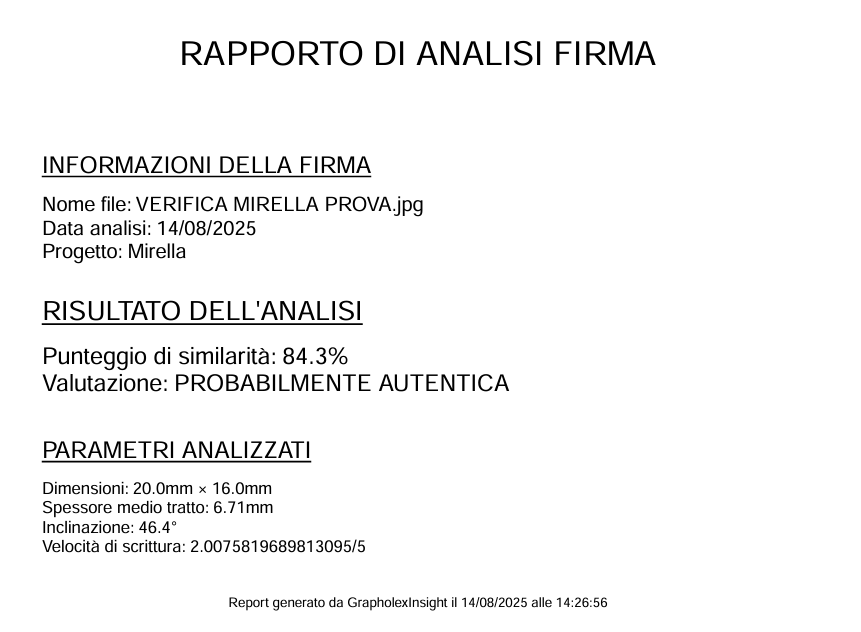 RAPPORTO DI ANALISI FIRMA
INFORMAZIONI DELLA FIRMA
Nome file: VERIFICA MIRELLA PROVA.jpg
Data analisi: 14/08/2025
Progetto: Mirella
RISULTATO DELL'ANALISI
Punteggio di similarità: 84.3%
Valutazione: PROBABILMENTE AUTENTICA
PARAMETRI ANALIZZATI
Dimensioni: 20.0mm × 16.0mm
Spessore medio tratto: 6.71mm
Inclinazione: 46.4°
Velocità di scrittura: 2.0075819689813095/5
Report generato da GrapholexInsight il 14/08/2025 alle 14:26:56